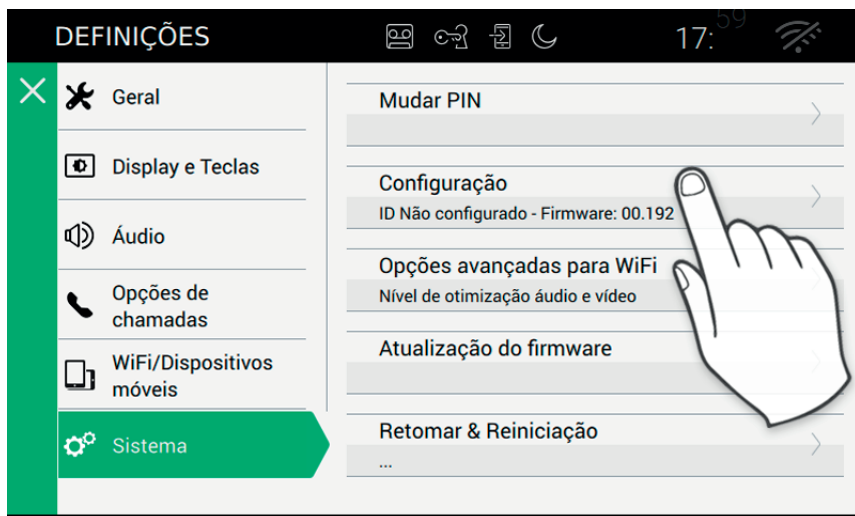 DEFINIÇÕES
17:59
Geral
Display e Teclas
Áudio
Opções de
chamadas
WiFi/Dispositivos
móveis
Sistema
Mudar PIN
Configuração
ID Não configurado - Firmware: 00.192
Opções avançadas para WiFi
Nível de otimização áudio e vídeo
Atualização do firmware
Retomar & Reiniciação
...